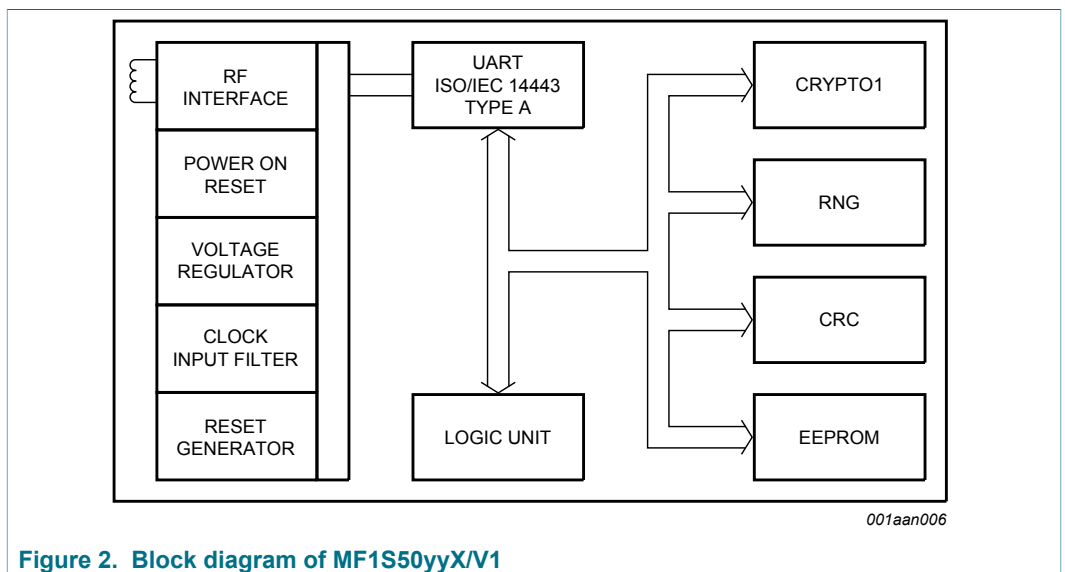 RF
INTERFACE
POWER ON
RESET
VOLTAGE
REGULATOR
CLOCK
INPUT FILTER
RESET
GENERATOR
UART
ISO/IEC 14443
TYPE A
LOGIC UNIT
CRYPTO1
RNG
CRC
EEPROM
001aan006
Figure 2. Block diagram of MF1S50yyX/V1